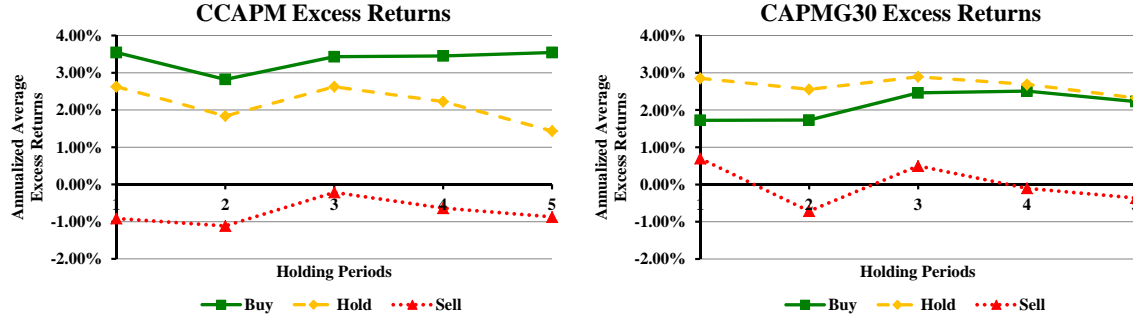 CCAPM Excess Returns
4.00%
3.00%
2.00%
1.00%
0.00%
-1.00%
-2.00%
Annualized Average
Excess Returns
1 2 3 4 5
Holding Periods
Buy Hold Sell
CAPMG30 Excess Returns
4.00%
3.00%
2.00%
1.00%
0.00%
-1.00%
-2.00%
Annualized Average
Excess Returns
1 2 3 4
Holding Periods
Buy Hold Sell